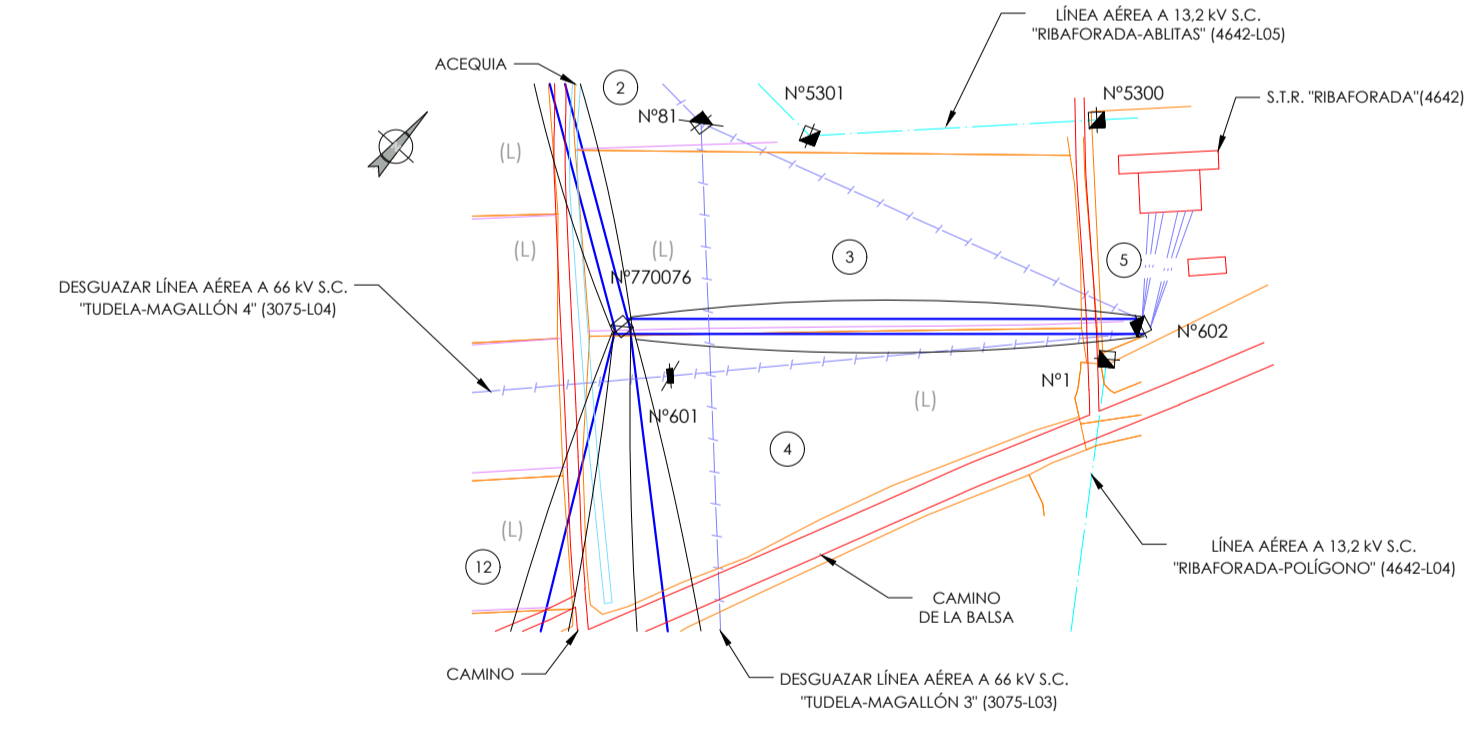 LÍNEA AÉREA A 13,2 kV S.C.
"RIBAFORADA-ABLITAS" (4642-L05)
ACEQUIA
2
Nº81
Nº5301
Nº5300
S.T.R. "RIBAFORADA"(4642)
(L)
(L)
(L)
3
5
Nº770076
DESGUAZAR LÍNEA AÉREA A 66 kV S.C.
"TUDELA-MAGALLÓN 4" (3075-L04)
Nº602
Nº1
(L)
Nº601
4
(L)
12
LÍNEA AÉREA A 13,2 kV S.C.
"RIBAFORADA-POLÍGONO" (4642-L04)
CAMINO
DE LA BALSA
CAMINO
DESGUAZAR LÍNEA AÉREA A 66 kV S.C.
"TUDELA-MAGALLÓN 3" (3075-L03)